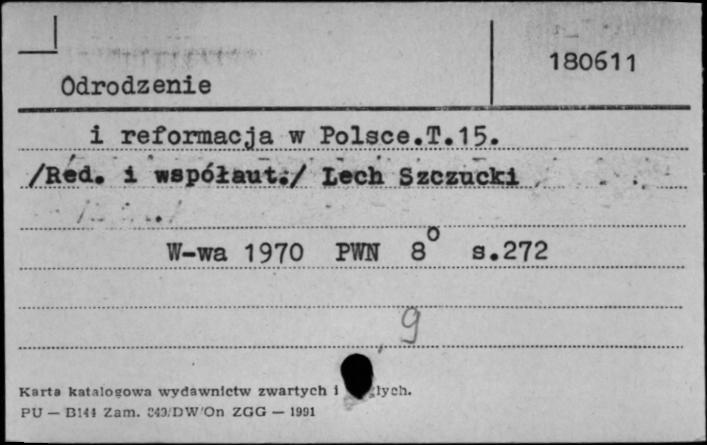 180611
Odrodzenie
i reformacja w Polsce.T.15.
/Red. i współaut./ Lech Szczucki
W-wa 1970 PWN 8° s.272
9
Karta katalogowa wydawnictw zwartych i
PU — B144 Zam. DW/On ZGG — 1991